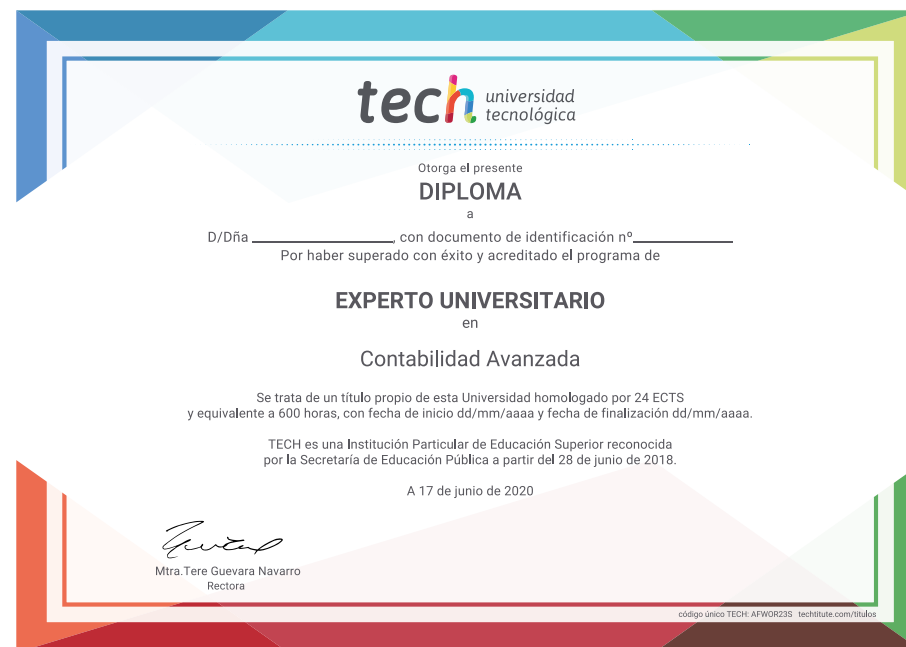 tech universidad
tecnológica
Otorga el presente
DIPLOMA
a
D/Dña ____________________, con documento de identificación nº______________
Por haber superado con éxito y acreditado el programa de
EXPERTO UNIVERSITARIO
en
Contabilidad Avanzada
Se trata de un título propio de esta Universidad homologado por 24 ECTS
y equivalente a 600 horas, con fecha de inicio dd/mm/aaaa y fecha de finalización dd/mm/aaaa.
TECH es una Institución Particular de Educación Superior reconocida
por la Secretaría de Educación Pública a partir del 28 de junio de 2018.
A 17 de junio de 2020
Mtra.Tere Guevara Navarro
Rectora
código único TECH: AFWOR23S techtitute.com/titulos